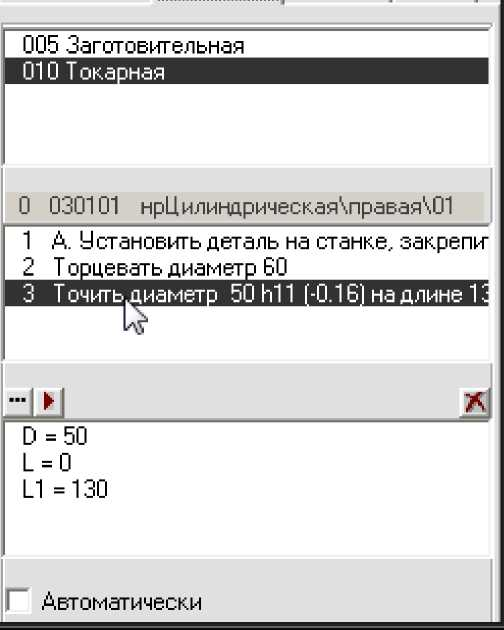 005 Заготовительная
010 Токарная
0 030101 нрЦилиндрическая\правая\01
1 А. Установить деталь на станке, закрепит
2 Торцевать диаметр 60
3 Точить диаметр 50 h11 (-0.16) на длине 13
D = 50
L = 0
L1 = 130
Автоматически